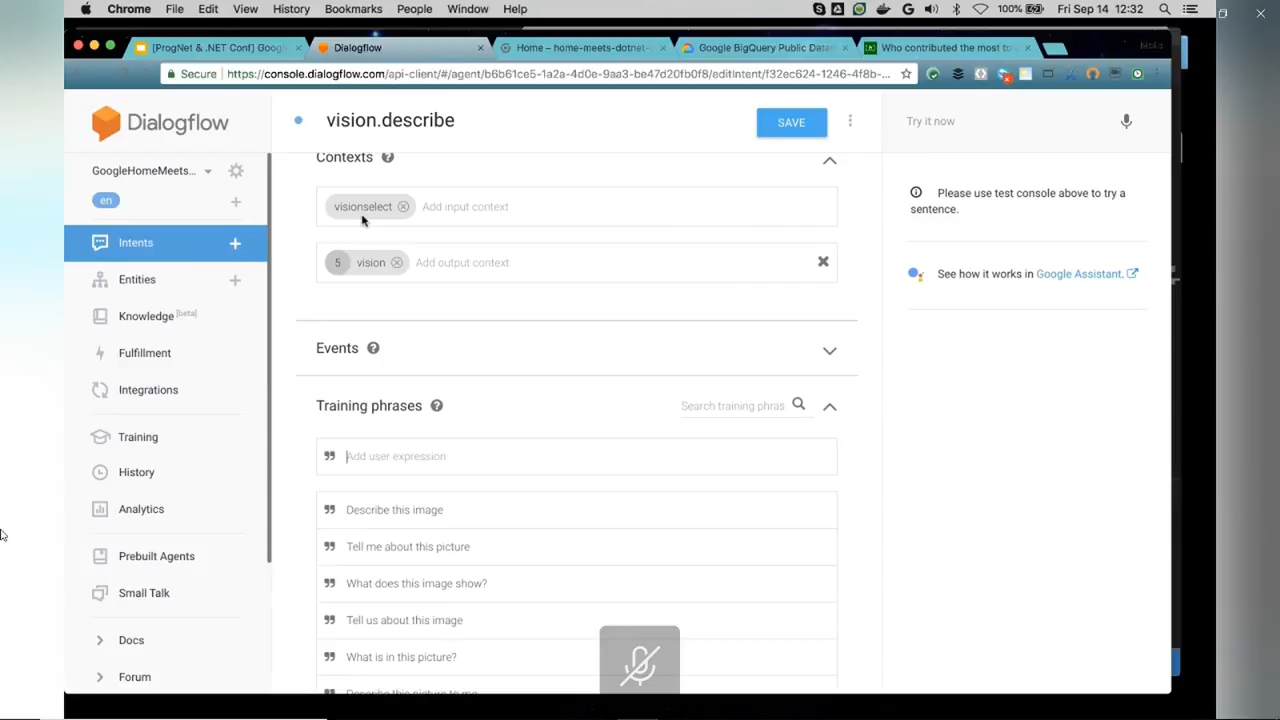 Chrome File Edit View History Bookmarks People Window Help 100% Fri Sep 14 12:32
[ProgNet & .NET Conf] Googl
Dialogflow
Home – home-meets-dotnet-
Google BigQuery Public Data
Who contributed the most to
Secure https://console.dialogflow.com/api-client/#/agent/b6b61ce5-1a2a-4d0e-9aa3-be47d20fb0f8/editIntent/f32ec624-1246-4f8b-...
Dialogflow
vision.describe
SAVE
Try it now
GoogleHomeMeets...
en
Intents
Entities
Knowledge [beta]
Fulfillment
Integrations
Training
History
Analytics
Prebuilt Agents
Small Talk
Docs
Forum
Contexts
visionselect Add input context
5 vision Add output context
Events
Training phrases
Search training phras
Add user expression
Describe this image
Tell me about this picture
What does this image show?
Tell us about this image
What is in this picture?
Describe this picture to me
Please use test console above to try a
sentence.
See how it works in Google Assistant.